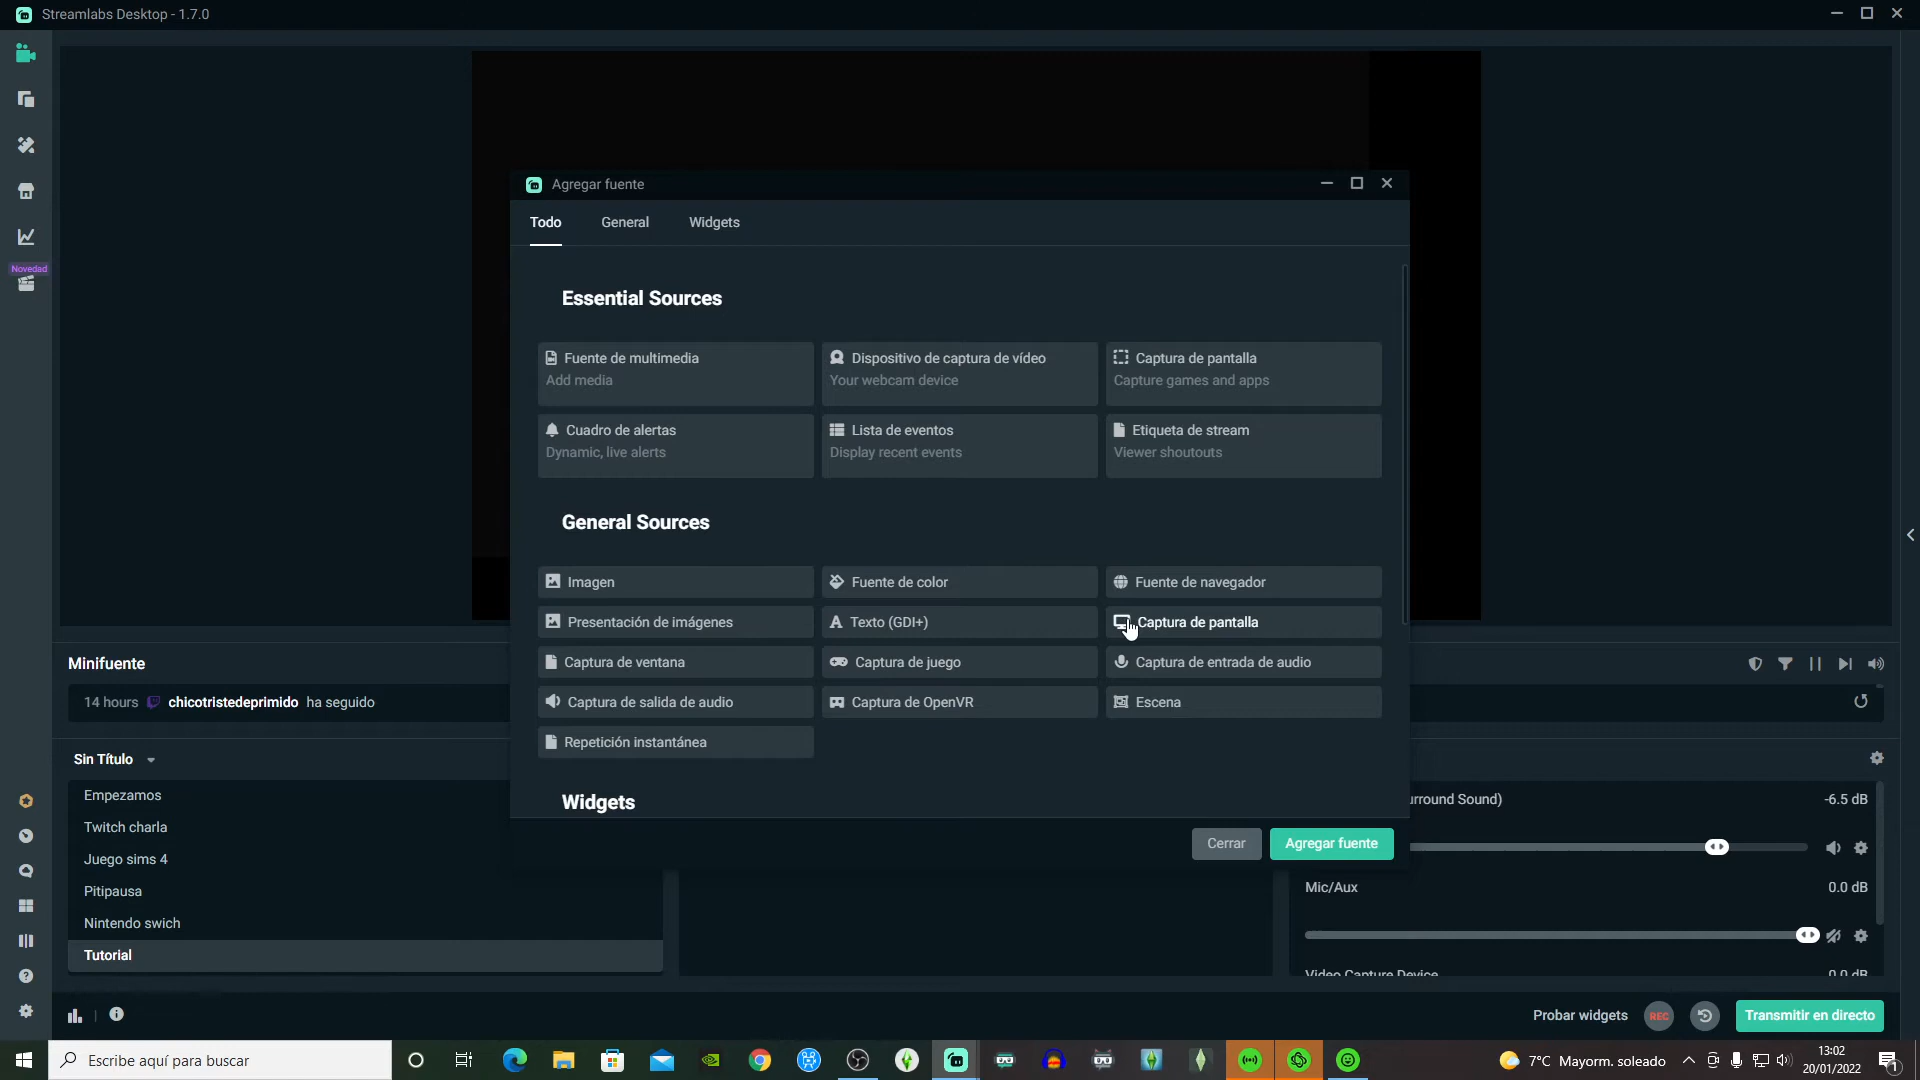 Streamlabs Desktop - 1.7.0
Novedad
Agregar fuente
Todo General Widgets
Essential Sources
Fuente de multimedia
Add media
Dispositivo de captura de vídeo
Your webcam device
Captura de pantalla
Capture games and apps
Cuadro de alertas
Dynamic, live alerts
Lista de eventos
Display recent events
Etiqueta de stream
Viewer shoutouts
General Sources
Imagen
Fuente de color
Fuente de navegador
Presentación de imágenes
Texto (GDI+)
Captura de pantalla
Captura de ventana
Captura de juego
Captura de entrada de audio
Captura de salida de audio
Captura de OpenVR
Escena
Repetición instantánea
Widgets
Cerrar
Agregar fuente
Minifuente
14 hours chicotristedeprimido ha seguido
Sin Título
Empezamos
Twitch charla
Juego sims 4
Pitipausa
Nintendo swich
Tutorial
Sound) -6.5 dB
Mic/Aux 0.0 dB
Video Capture Device 0.0 dB
Probar widgets
REC
Transmitir en directo
Escribe aquí para buscar
7°C Mayorm. soleado
13:02
20/01/2022
1